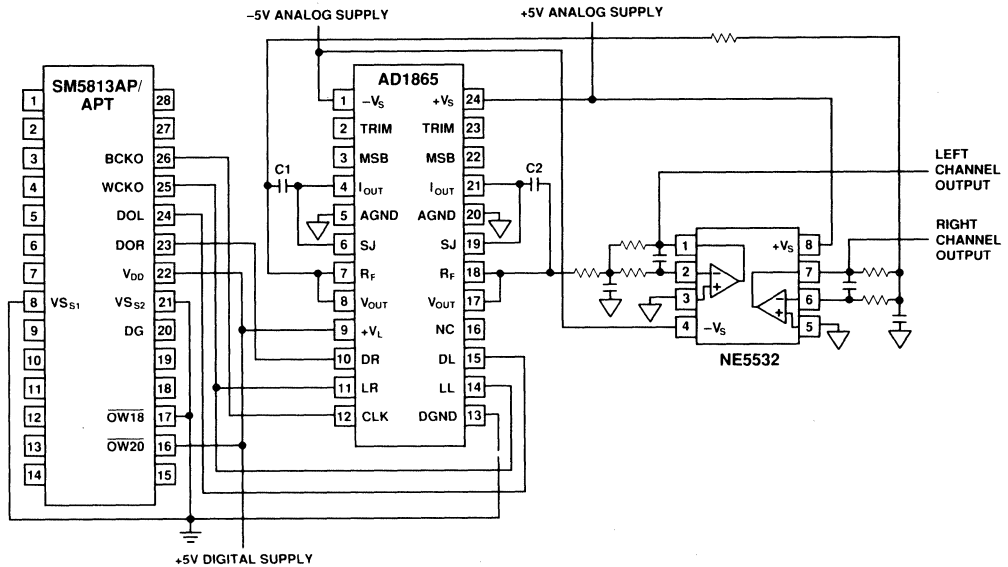 −5V ANALOG SUPPLY
+5V ANALOG SUPPLY
SM5813AP/
APT
1
2
3
4
5
6
7
8 VSS1
9
10
11
12
13
14
28
27
BCKO 26
WCKO 25
DOL 24
DOR 23
VDD 22
VSS2 21
DG 20
19
18
OW18 17
OW20 16
15
AD1865
1 −VS
2 TRIM
3 MSB
4 IOUT
5 AGND
6 SJ
7 RF
8 VOUT
9 +VL
10 DR
11 LR
12 CLK
+VS 24
TRIM 23
MSB 22
IOUT 21
AGND 20
SJ 19
RF 18
VOUT 17
NC 16
DL 15
LL 14
DGND 13
C1
C2
LEFT
CHANNEL
OUTPUT
RIGHT
CHANNEL
OUTPUT
1
2
3
4 −VS
+VS 8
7
6
5
NE5532
+5V DIGITAL SUPPLY